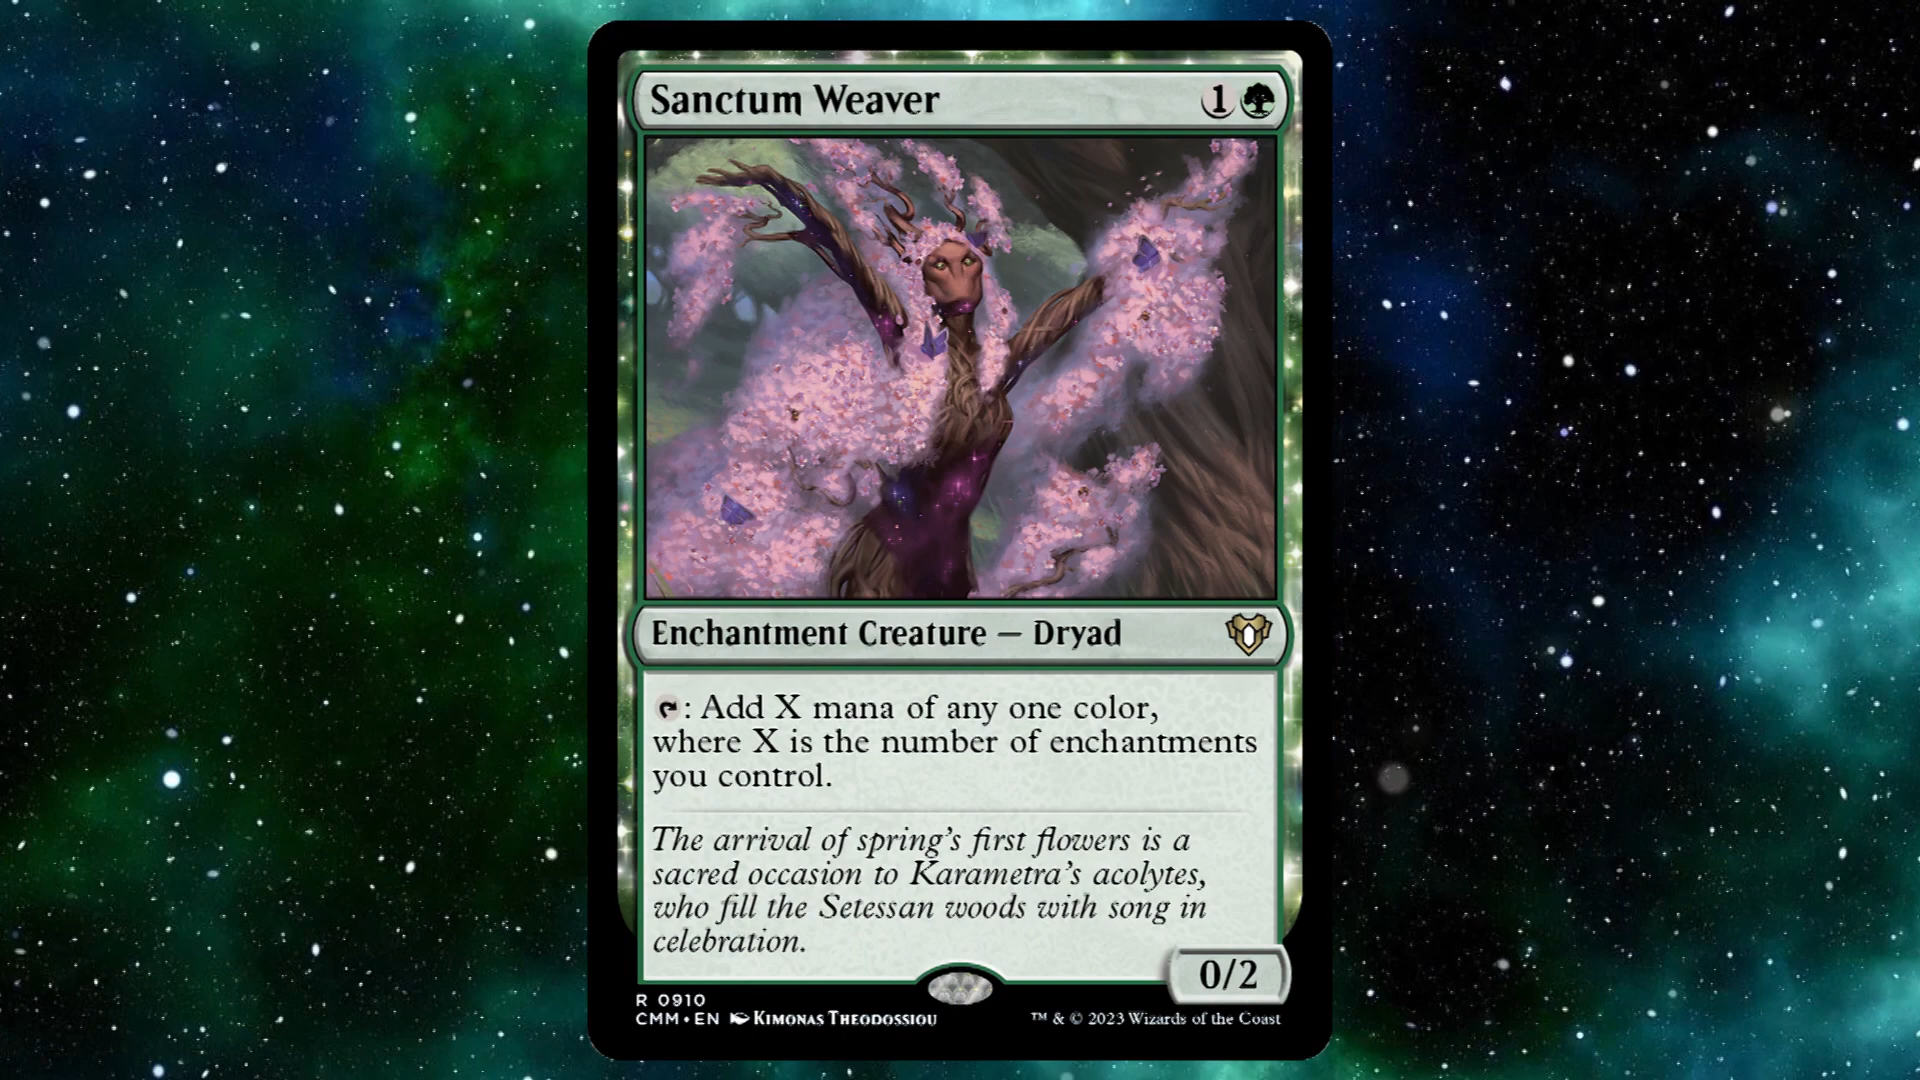 Sanctum Weaver 1
Enchantment Creature — Dryad
: Add X mana of any one color,
where X is the number of enchantments
you control.
The arrival of spring's first flowers is a
sacred occasion to Karametra's acolytes,
who fill the Setessan woods with song in
celebration.
0/2
R 0910
CMM • EN Kimonas Theodossiou
™ & © 2023 Wizards of the Coast